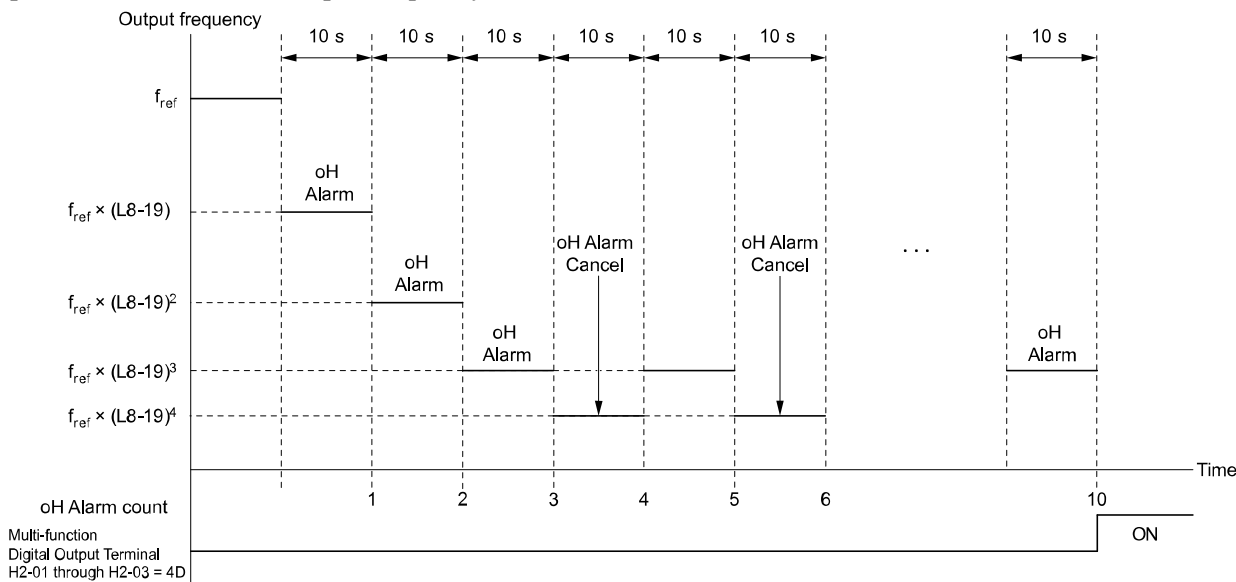 Output frequency
10 s
10 s
10 s
10 s
10 s
10 s
10 s
fref
oH
Alarm
fref × (L8-19)
oH Alarm
Cancel
oH Alarm
Cancel
. . .
oH
Alarm
fref × (L8-19)2
oH
Alarm
oH
Alarm
fref × (L8-19)3
fref × (L8-19)4
Time
oH Alarm count
1
2
3
4
5
6
10
Multi-function
Digital Output Terminal
H2-01 through H2-03 = 4D
ON